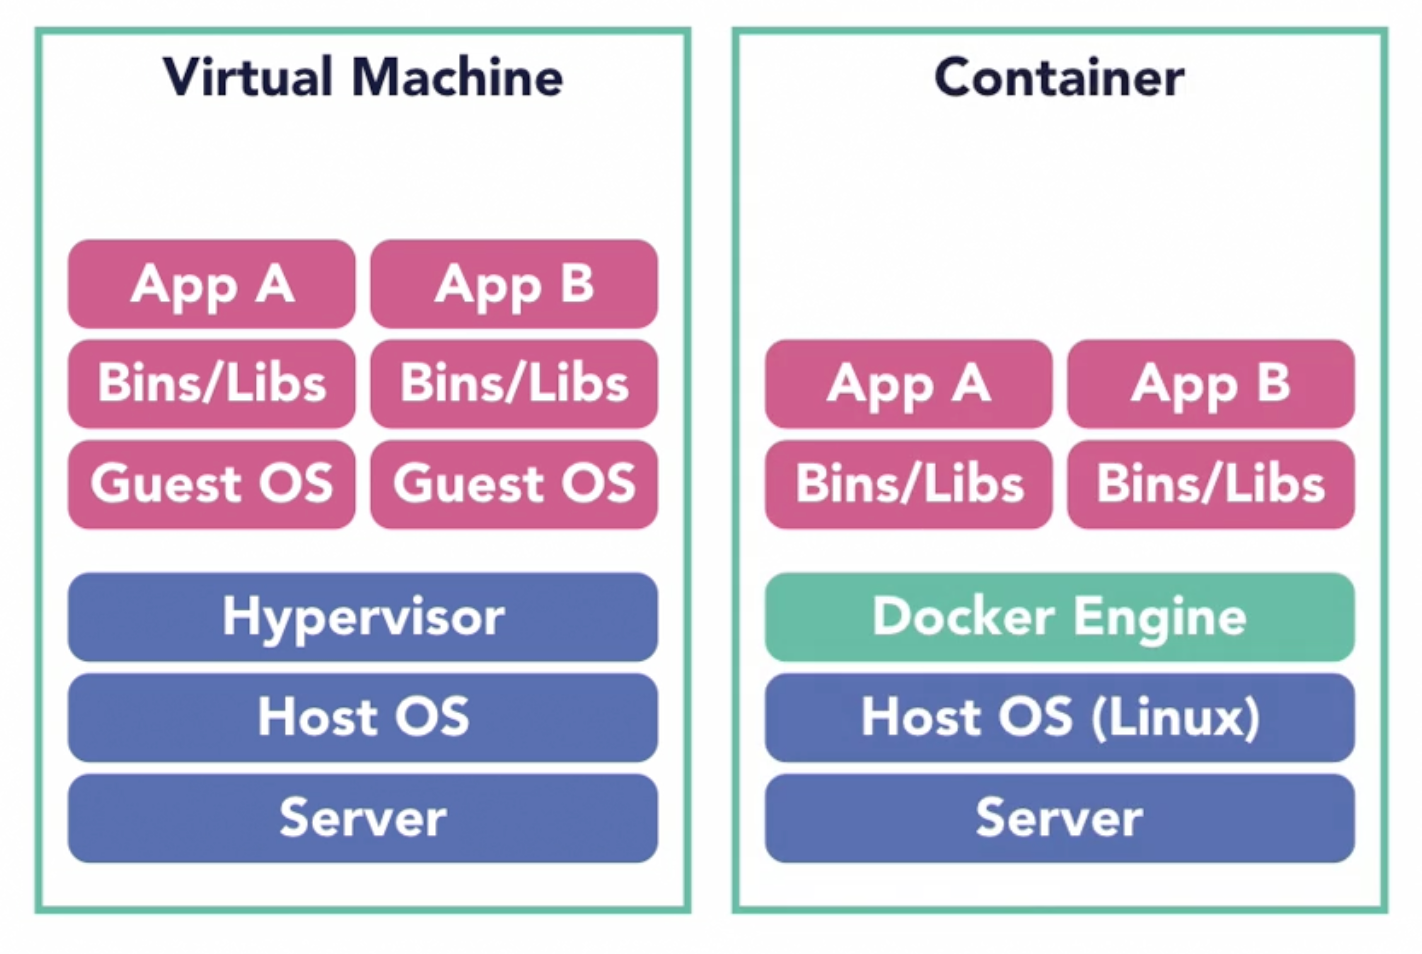 Virtual Machine
App A
App B
Bins/Libs
Bins/Libs
Guest OS
Guest OS
Hypervisor
Host OS
Server
Container
App A
App B
Bins/Libs
Bins/Libs
Docker Engine
Host OS (Linux)
Server